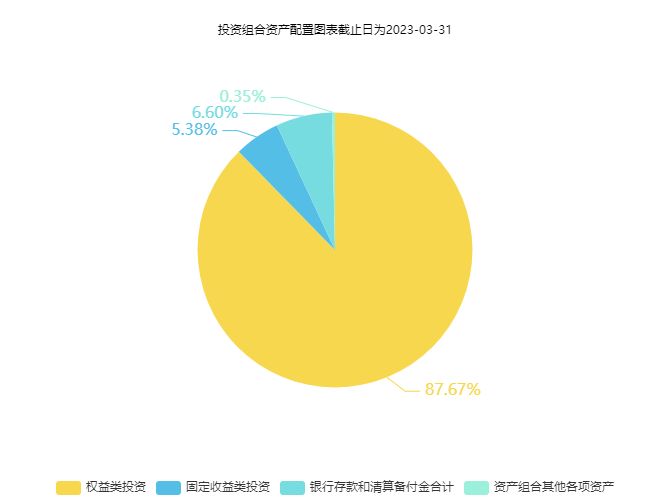 投资组合资产配置图表截止日为2023-03-31
0.35%
6.60%
5.38%
87.67%
权益类投资 固定收益类投资 银行存款和清算备付金合计 资产组合其他各项资产